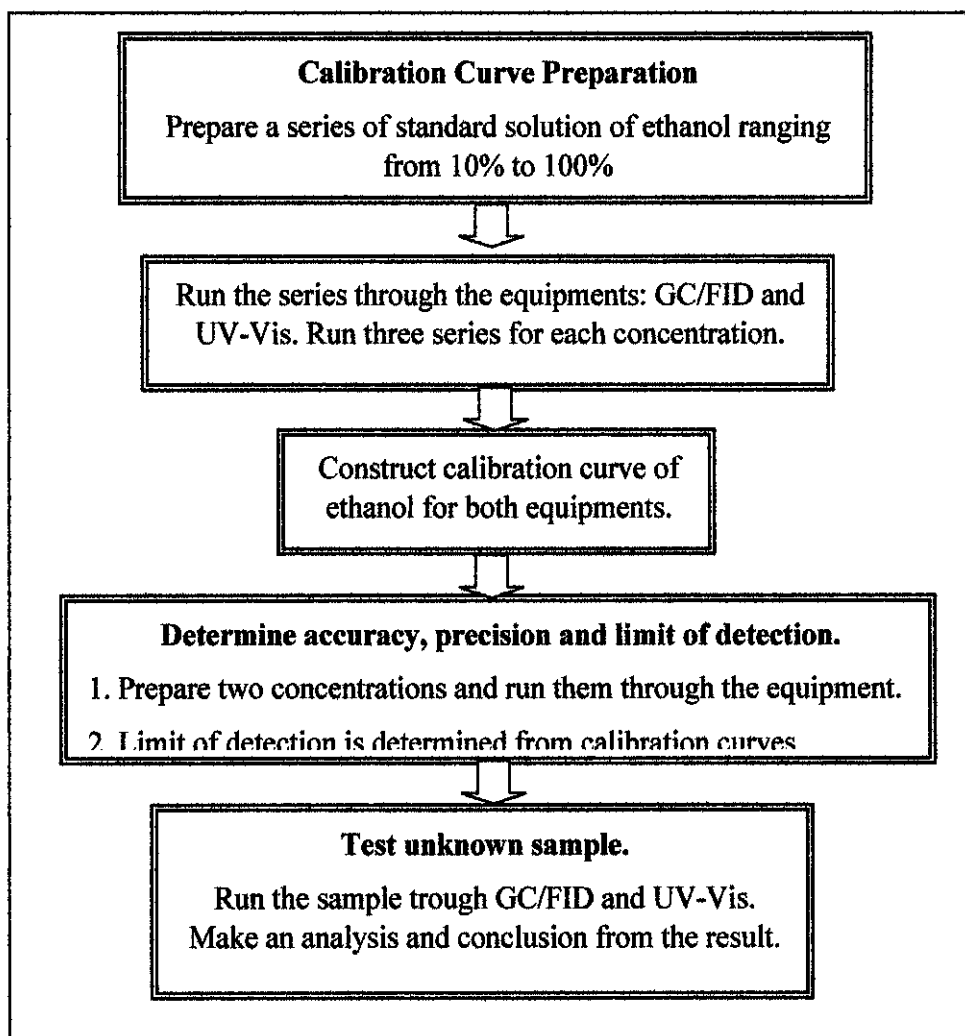 Calibration Curve Preparation
Prepare a series of standard solution of ethanol ranging
from 10% to 100%
Run the series through the equipments: GC/FID and
UV-Vis. Run three series for each concentration.
Construct calibration curve of
ethanol for both equipments.
Determine accuracy, precision and limit of detection.
1. Prepare two concentrations and run them through the equipment.
2. Limit of detection is determined from calibration curves
Test unknown sample.
Run the sample trough GC/FID and UV-Vis.
Make an analysis and conclusion from the result.